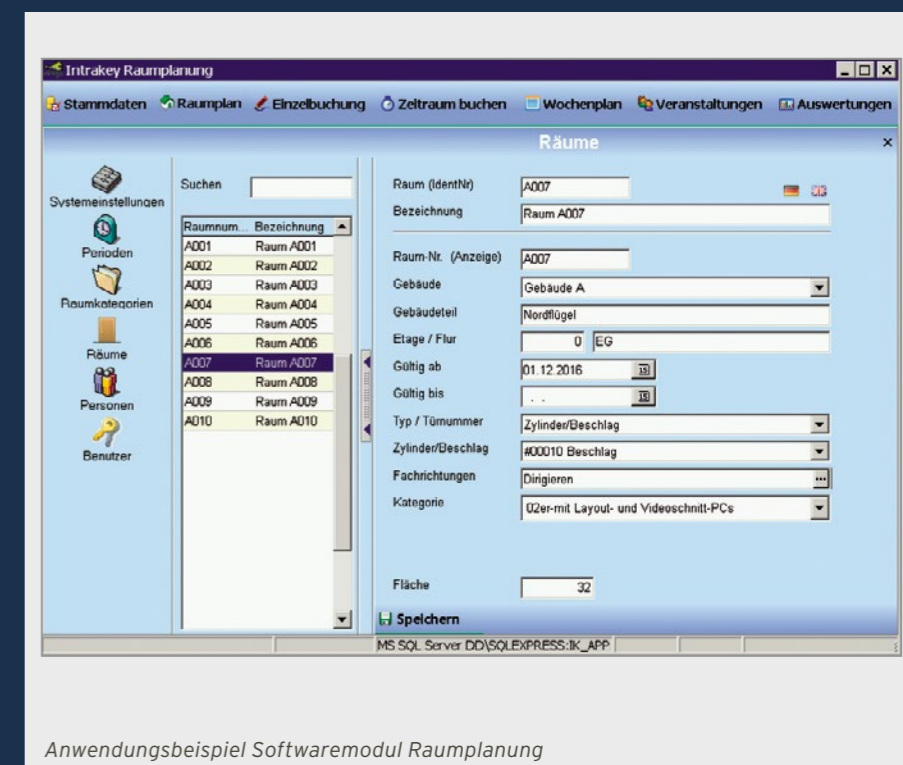 Intrakey Raumplanung
Stammdaten Raumplan Einzelbuchung Zeitraum buchen Wochenplan Veranstaltungen Auswertungen
Räume
Systemeinstellungen
Perioden
Raumkategorien
Räume
Personen
Benutzer
Suchen
Raumnum... Bezeichnung
A001 Raum A001
A002 Raum A002
A003 Raum A003
A004 Raum A004
A005 Raum A005
A006 Raum A006
A007 Raum A007
A008 Raum A008
A009 Raum A009
A010 Raum A010
Raum (IdentNr) A007
Bezeichnung Raum A007
Raum-Nr. (Anzeige) A007
Gebäude Gebäude A
Gebäudeteil Nordflügel
Etage / Flur 0 EG
Gültig ab 01.12.2016 15
Gültig bis . . 15
Typ / Türnummer Zylinder/Beschlag
Zylinder/Beschlag #00010 Beschlag
Fachrichtungen Dirigieren ...
Kategorie 02er-mit Layout- und Videoschnitt-PCs
Fläche 32
Speichern
MS SQL Server DD\SQLEXPRESS:IK_APP
Anwendungsbeispiel Softwaremodul Raumplanung